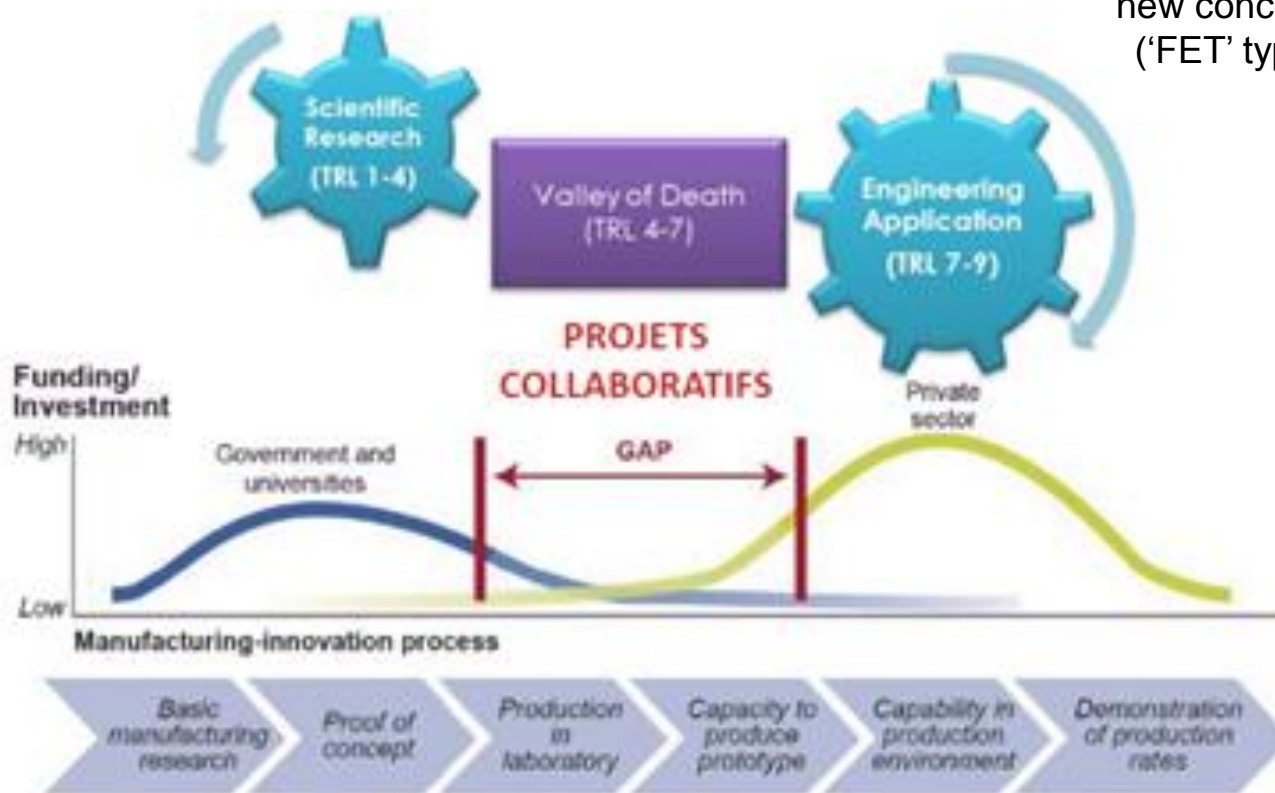 new conc
('FET' typ
Scientific
Research
(TRL 1-4)
Valley of Death
(TRL 4-7)
Engineering
Application
(TRL 7-9)
PROJETS
COLLABORATIFS
Funding/
Investment
High
Government and
universities
GAP
Private
sector
Low
Manufacturing-innovation process
Basic
manufacturing
research
Proof of
concept
Production
in
laboratory
Capacity to
produce
prototype
Capability in
production
environment
Demonstration
of production
rates